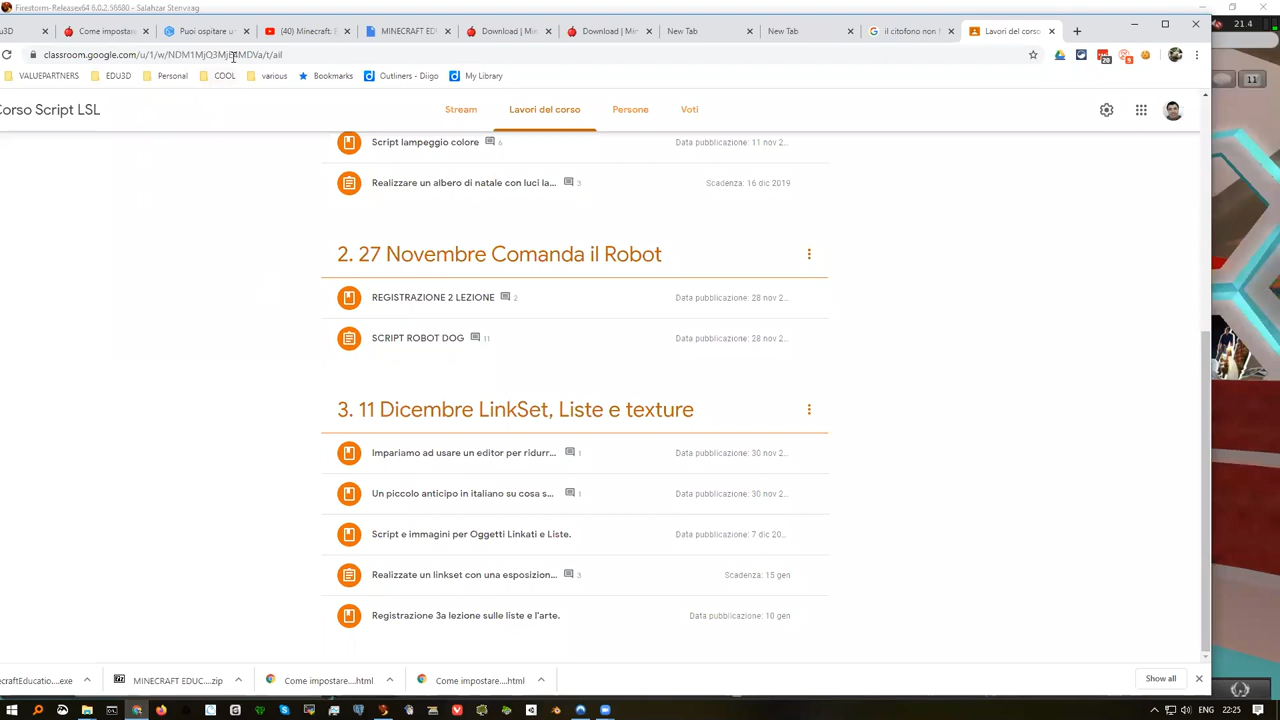 Firestorm-Releasex64 6.0.2.56680 - Salahzar Stenvaag
u3D
Come impostare
Puoi ospitare u
(40) Minecraft:
MINECRAFT ED
Download | Mi
Download | Mi
New Tab
New Tab
il citofono non
Lavori del corso
21.4
classroom.google.com/u/1/w/
/t/all
VALUEPARTNERS
EDU3D
Personal
COOL
various
Bookmarks
Outliners - Diigo
My Library
11
Corso Script LSL
Stream
Lavori del corso
Persone
Voti
Script lampeggio colore 6
Data pubblicazione: 11 nov 2...
Realizzare un albero di natale con luci la... 3
Scadenza: 16 dic 2019
2. 27 Novembre Comanda il Robot
REGISTRAZIONE 2 LEZIONE 2
Data pubblicazione: 28 nov 2...
SCRIPT ROBOT DOG 11
Data pubblicazione: 28 nov 2...
3. 11 Dicembre LinkSet, Liste e texture
Impariamo ad usare un editor per ridurr... 1
Data pubblicazione: 30 nov 2...
Un piccolo anticipo in italiano su cosa s... 1
Data pubblicazione: 30 nov 2...
Script e immagini per Oggetti Linkati e Liste.
Data pubblicazione: 7 dic 20...
Realizzate un linkset con una esposizion... 3
Scadenza: 15 gen
Registrazione 3a lezione sulle liste e l'arte.
Data pubblicazione: 10 gen
ecraftEducatio....exe
MINECRAFT EDUC....zip
Come impostare....html
Come impostare....html
Show all
ENG
22:25